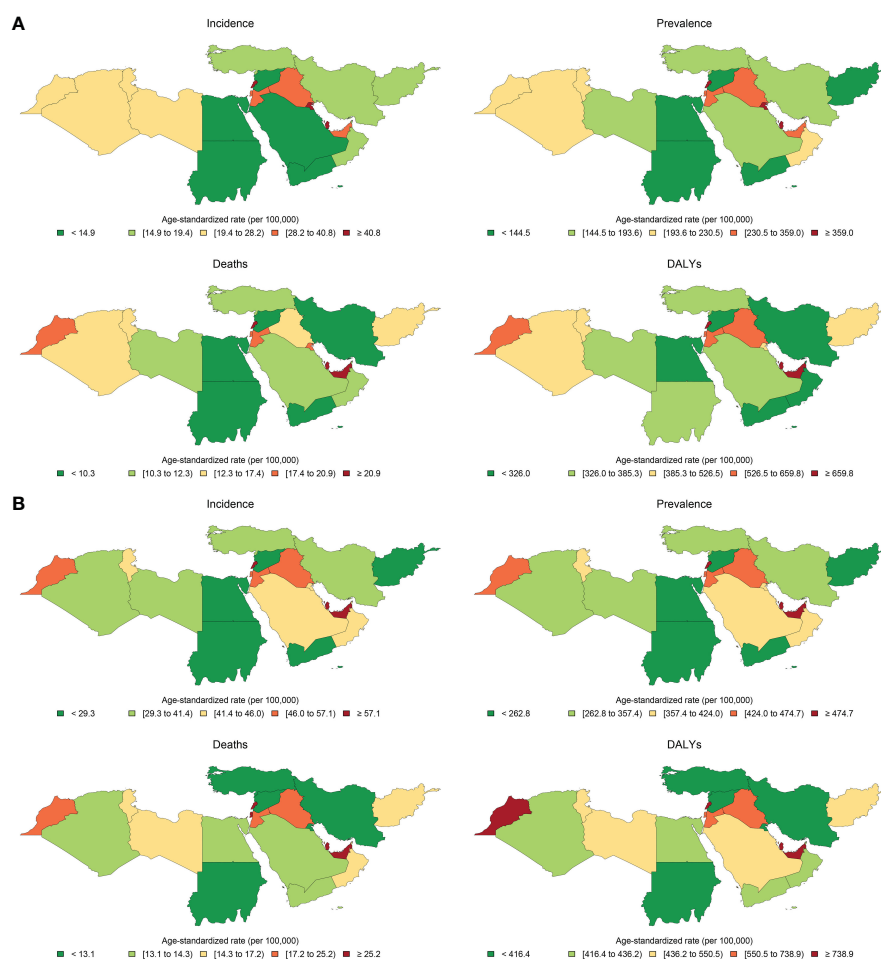 A
Incidence
Prevalence
Age-standardized rate (per 100,000)
< 14.9 [14.9 to 19.4) [19.4 to 28.2) [28.2 to 40.8) ≥ 40.8
Age-standardized rate (per 100,000)
< 144.5 [144.5 to 193.6) [193.6 to 230.5) [230.5 to 359.0) ≥ 359.0
Deaths
DALYs
Age-standardized rate (per 100,000)
< 10.3 [10.3 to 12.3) [12.3 to 17.4) [17.4 to 20.9) ≥ 20.9
Age-standardized rate (per 100,000)
< 326.0 [326.0 to 385.3) [385.3 to 526.5) [526.5 to 659.8) ≥ 659.8
B
Incidence
Prevalence
Age-standardized rate (per 100,000)
< 29.3 [29.3 to 41.4) [41.4 to 46.0) [46.0 to 57.1) ≥ 57.1
Age-standardized rate (per 100,000)
< 262.8 [262.8 to 357.4) [357.4 to 424.0) [424.0 to 474.7) ≥ 474.7
Deaths
DALYs
Age-standardized rate (per 100,000)
< 13.1 [13.1 to 14.3) [14.3 to 17.2) [17.2 to 25.2) ≥ 25.2
Age-standardized rate (per 100,000)
< 416.4 [416.4 to 436.2) [436.2 to 550.5) [550.5 to 738.9) ≥ 738.9